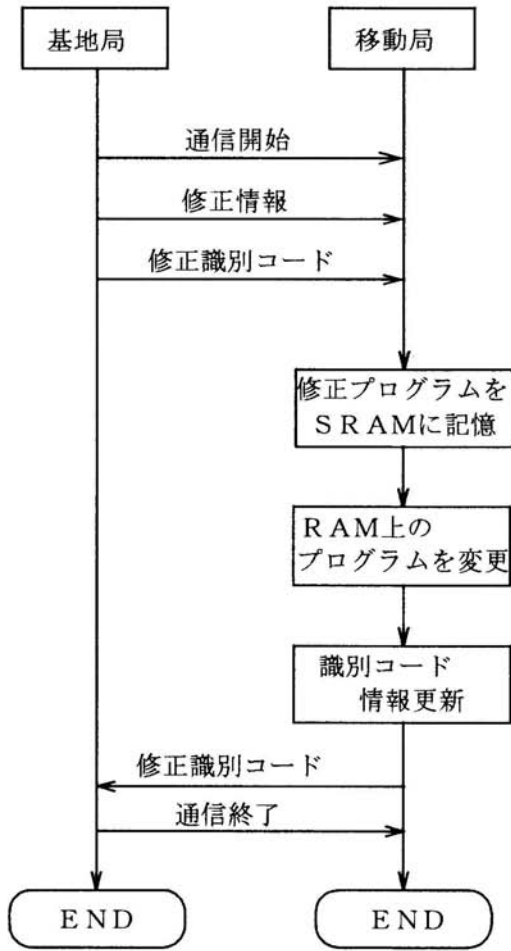 基地局
移動局
通信開始
修正情報
修正識別コード
修正プログラムを
SRAMに記憶
RAM上の
プログラムを変更
識別コード
情報更新
修正識別コード
通信終了
END
END